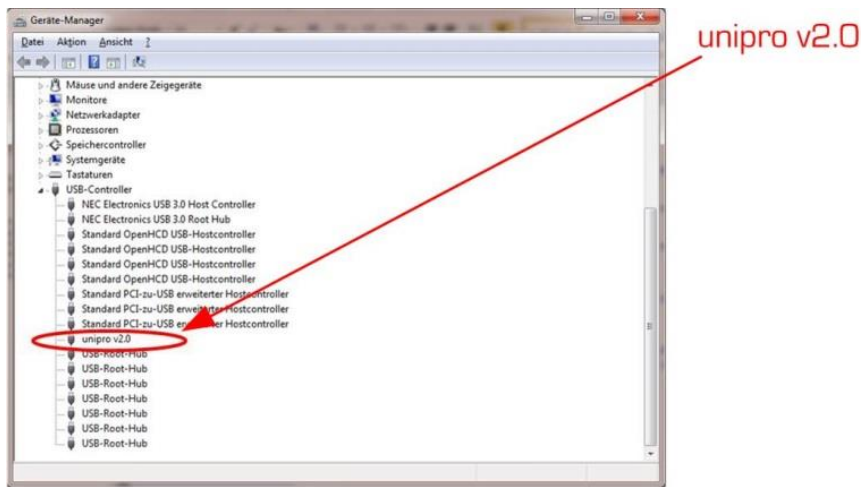 Geräte-Manager
unipro v2.0
Datei Aktion Ansicht ?
Mäuse und andere Zeigegeräte
Monitore
Netzwerkadapter
Prozessoren
Speichercontroller
Systemgeräte
Tastaturen
USB-Controller
NEC Electronics USB 3.0 Host Controller
NEC Electronics USB 3.0 Root Hub
Standard OpenHCD USB-Hostcontroller
Standard OpenHCD USB-Hostcontroller
Standard OpenHCD USB-Hostcontroller
Standard OpenHCD USB-Hostcontroller
Standard PCI-zu-USB erweiterter Hostcontroller
Standard PCI-zu-USB erweiterter Hostcontroller
Standard PCI-zu-USB erweiterter Hostcontroller
unipro v2.0
USB-Root-Hub
USB-Root-Hub
USB-Root-Hub
USB-Root-Hub
USB-Root-Hub
USB-Root-Hub
USB-Root-Hub